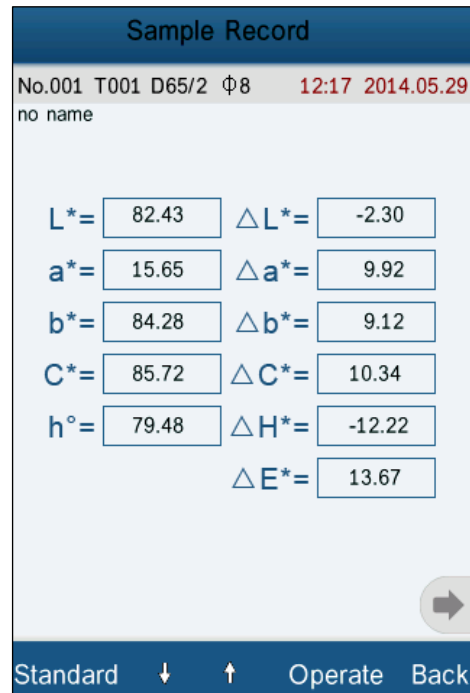 Sample Record
No.001 T001 D65/2 Φ8 12:17 2014.05.29
no name
L*= 82.43 △L*= -2.30
a*= 15.65 △a*= 9.92
b*= 84.28 △b*= 9.12
C*= 85.72 △C*= 10.34
h°= 79.48 △H*= -12.22
△E*= 13.67
Standard ↓ ↑ Operate Back